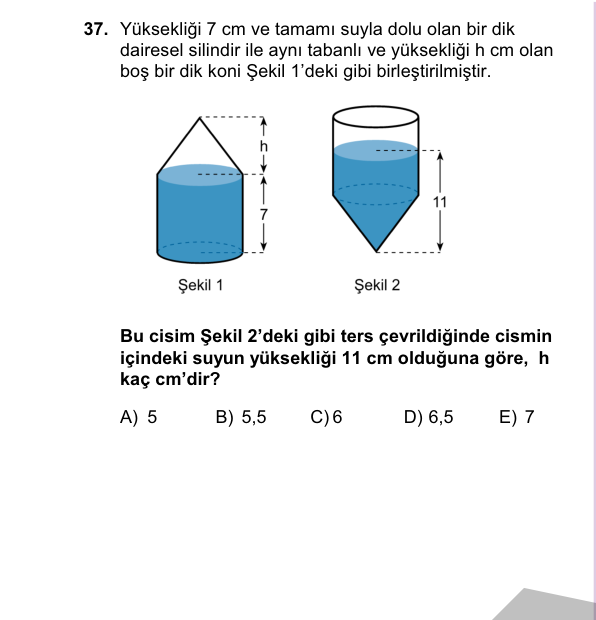 37. Yüksekliği 7 cm ve tamamı suyla dolu olan bir dik
dairesel silindir ile aynı tabanlı ve yüksekliği h cm olan
boş bir dik koni Şekil 1’deki gibi birleştirilmiştir.
h
7
11
Şekil 1
Şekil 2
Bu cisim Şekil 2’deki gibi ters çevrildiğinde cismin
içindeki suyun yüksekliği 11 cm olduğuna göre, h
kaç cm’dir?
A) 5 B) 5,5 C) 6 D) 6,5 E) 7